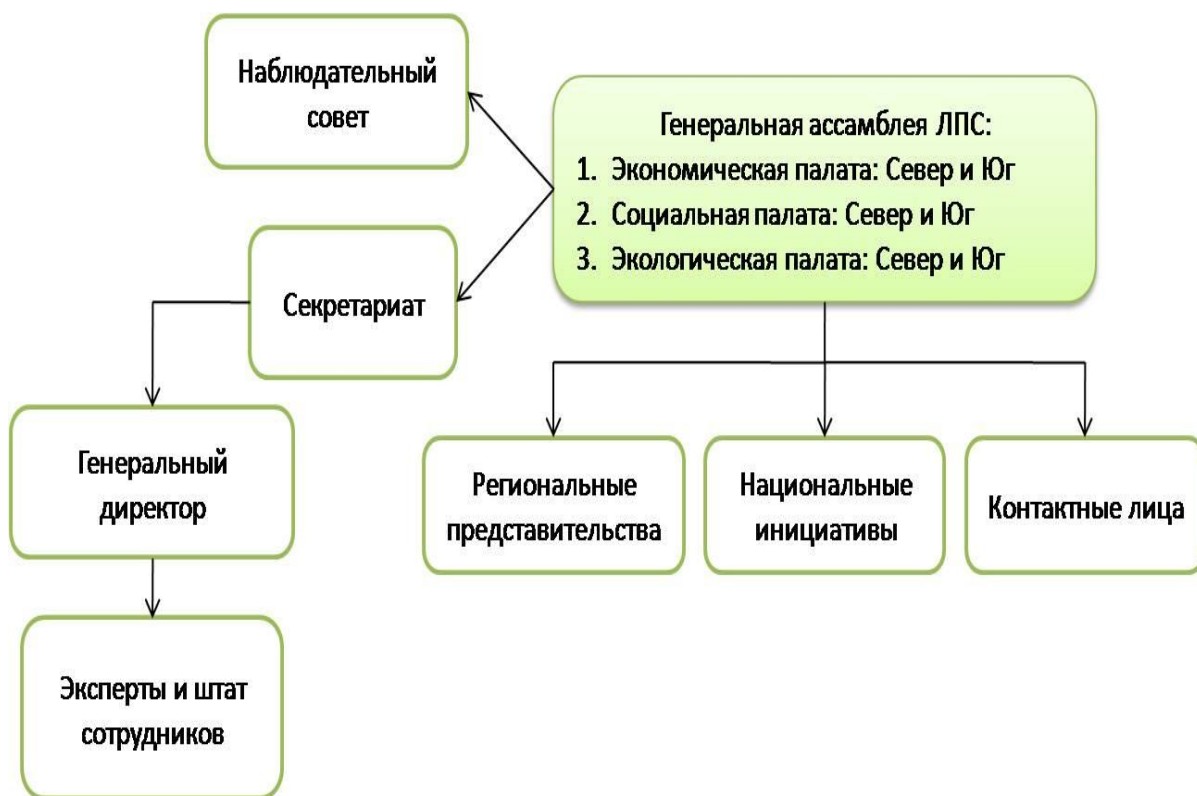 Наблюдательный
совет
Генеральная ассамблея ЛПС:
1. Экономическая палата: Север и Юг
2. Социальная палата: Север и Юг
3. Экологическая палата: Север и Юг
Секретариат
Генеральный
директор
Региональные
представительства
Национальные
инициативы
Контактные лица
Эксперты и штат
сотрудников